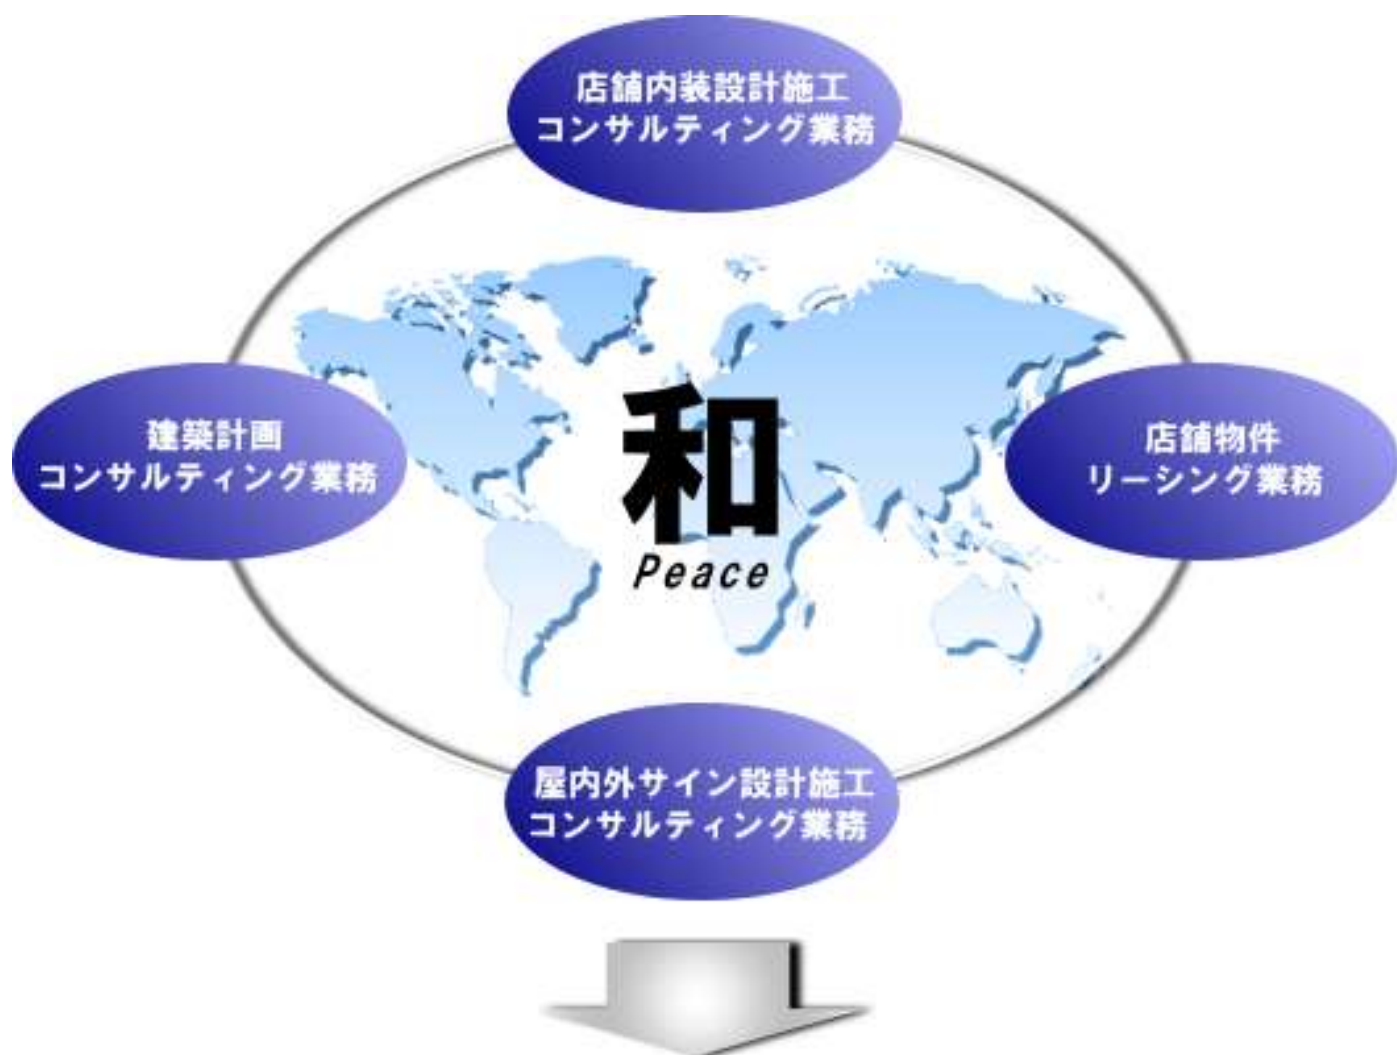 店舗内装設計施工
コンサルティング業務
建築計画
コンサルティング業務
店舗物件
リーシング業務
和
Peace
屋内外サイン設計施工
コンサルティング業務